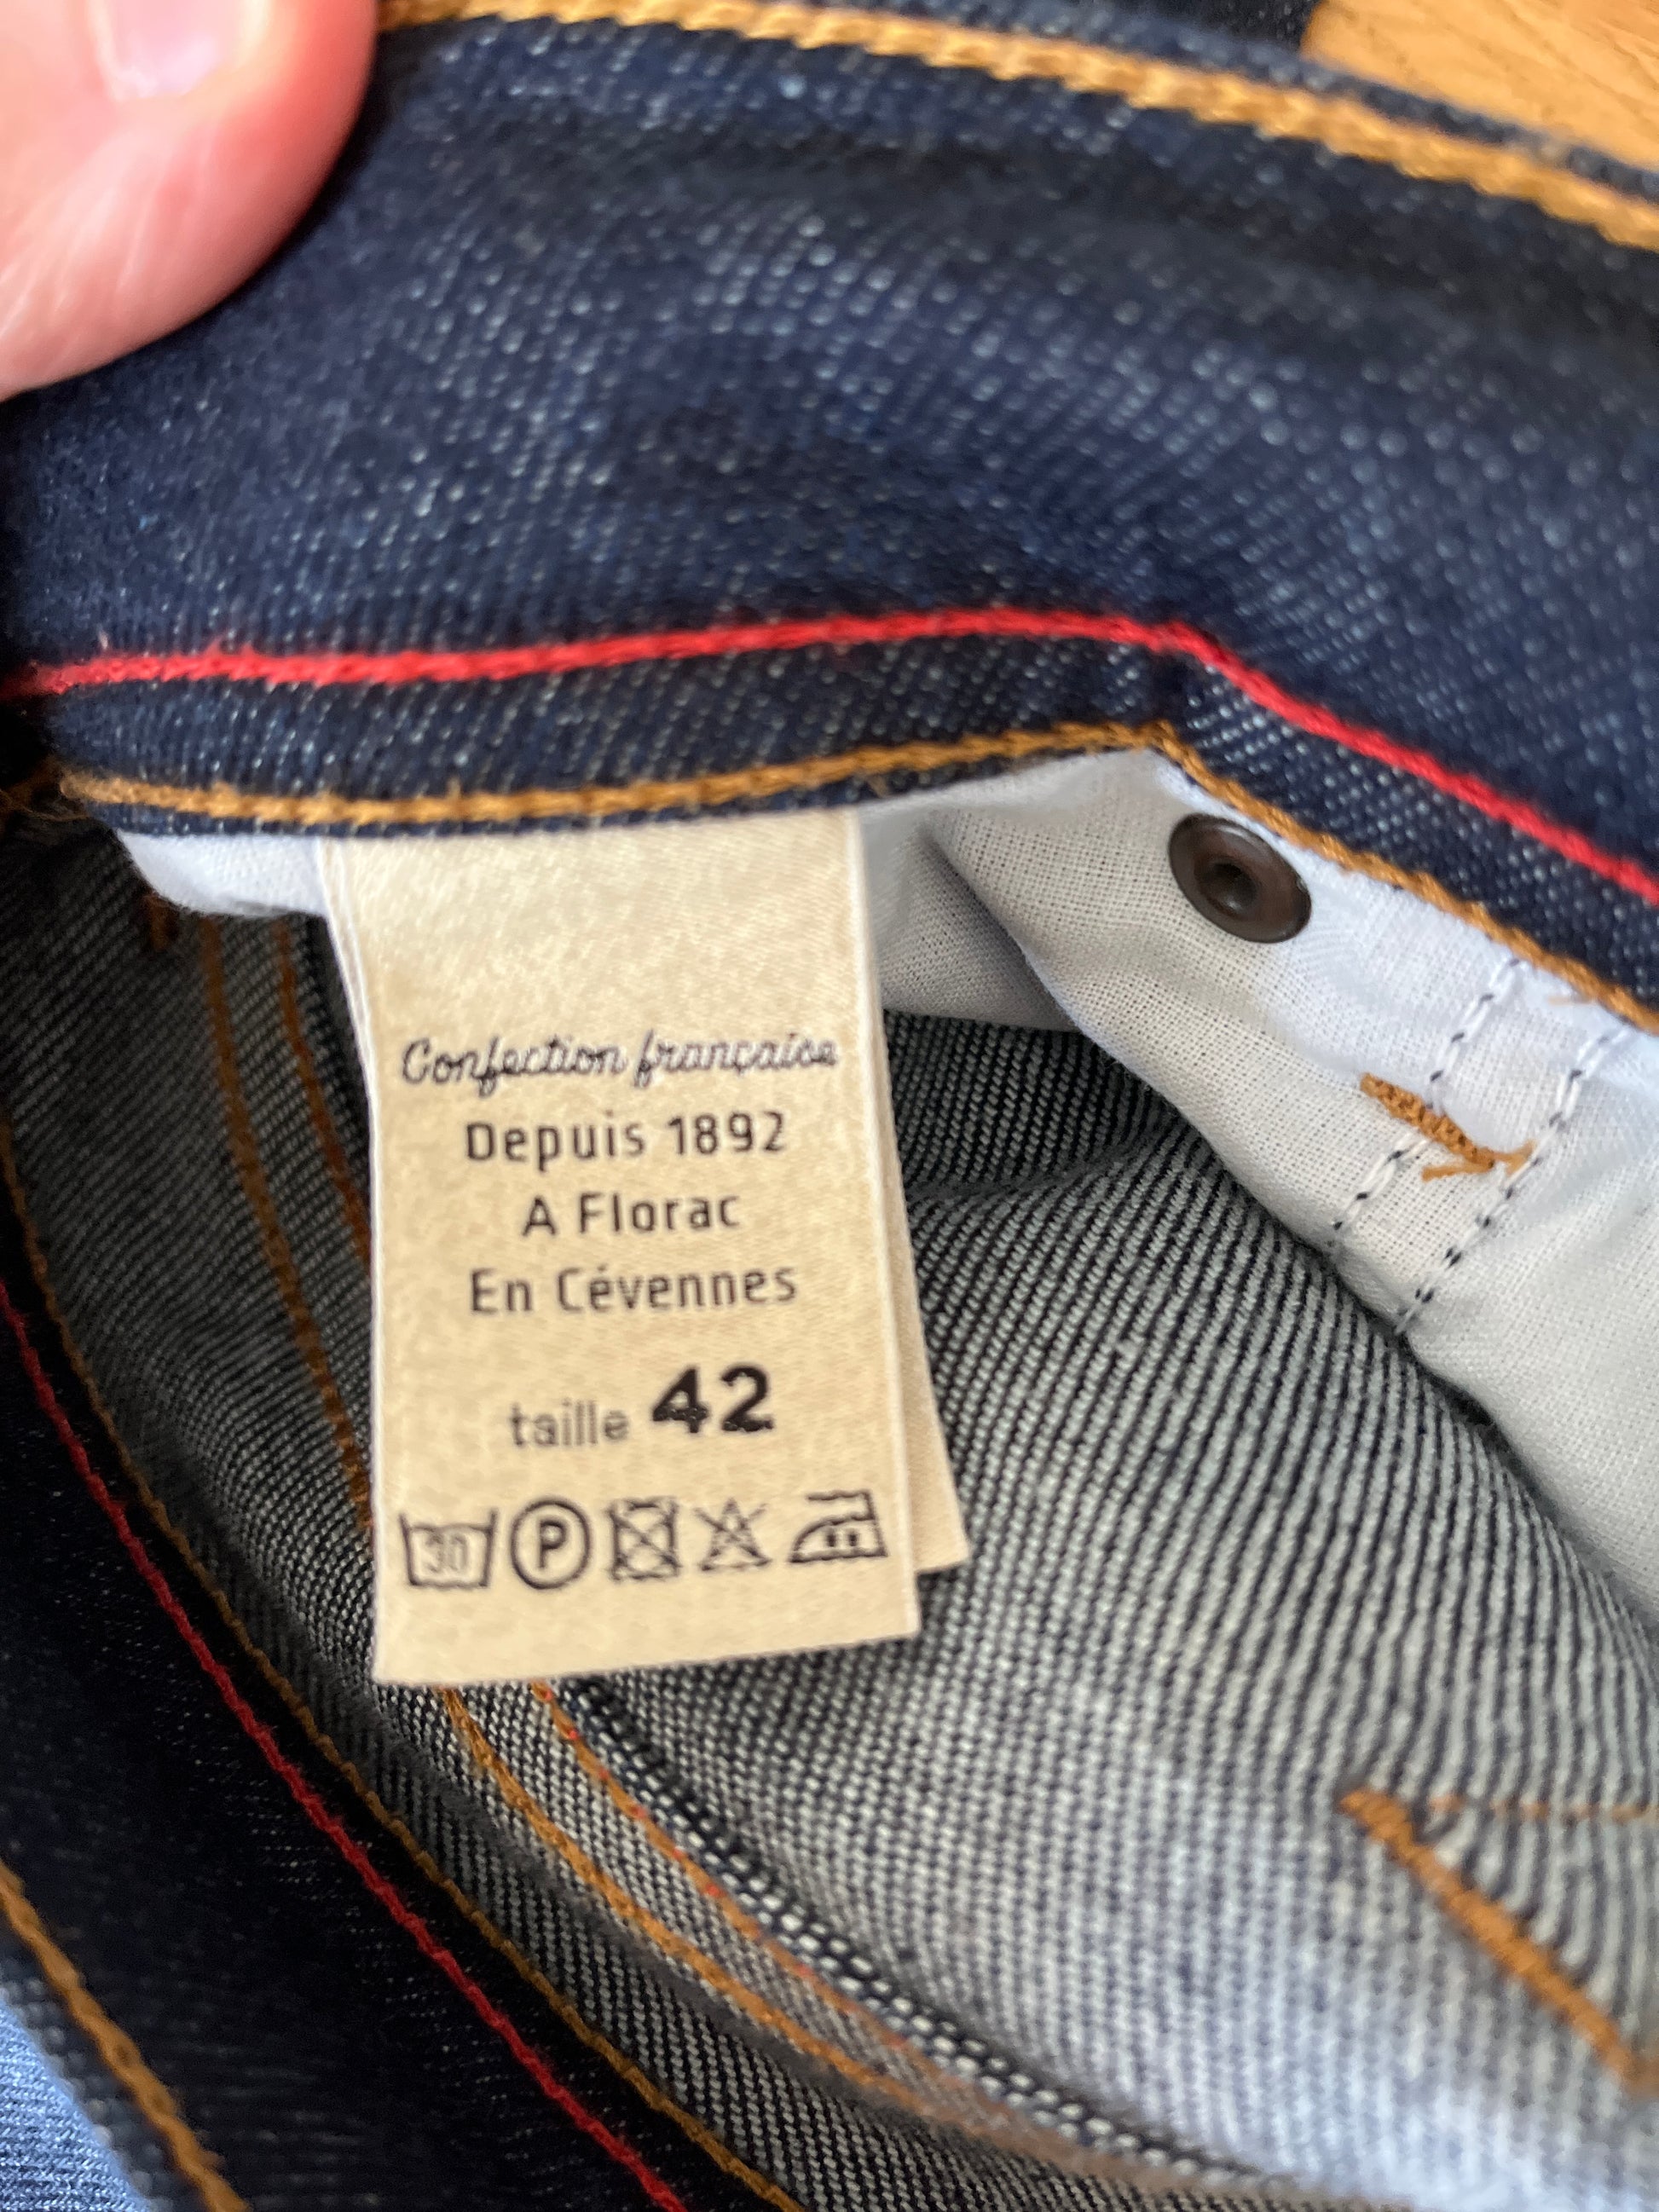 Confection française
Depuis 1892
A Florac
En Cévennes
taille 42
30 P